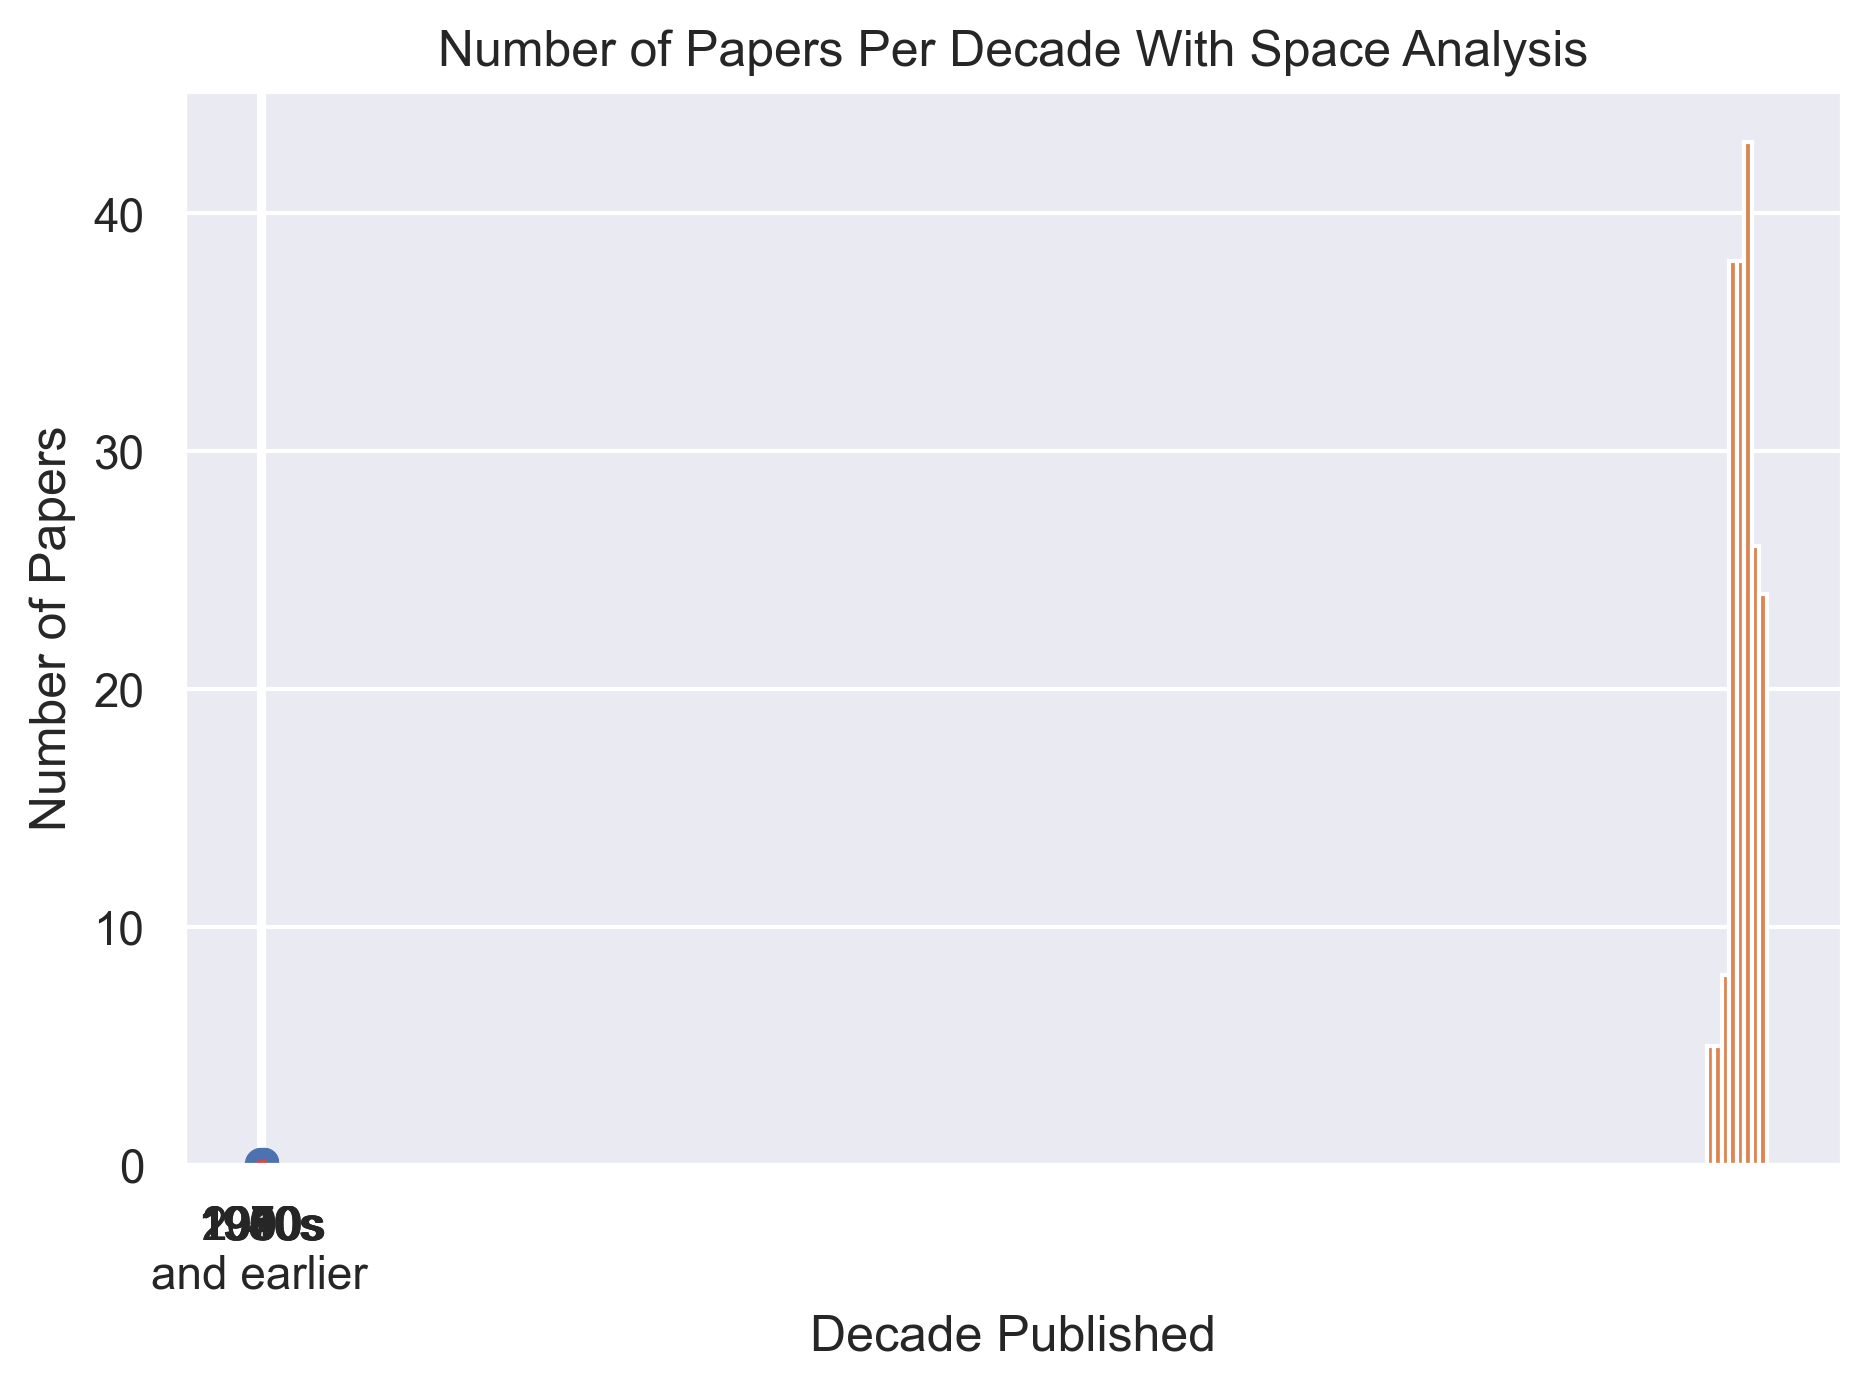 Number of Papers Per Decade With Space Analysis
40
30
20
10
0
Number of Papers
and earlier
Decade Published